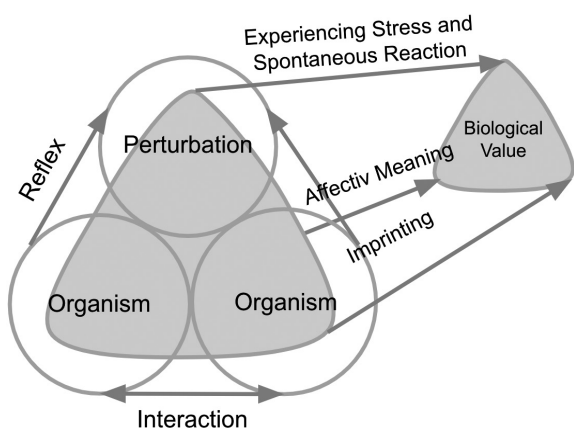 Experiencing Stress and
Spontaneous Reaction
Biological
Value
Perturbation
Reflex
Affectiv Meaning
Imprinting
Organism
Organism
Interaction